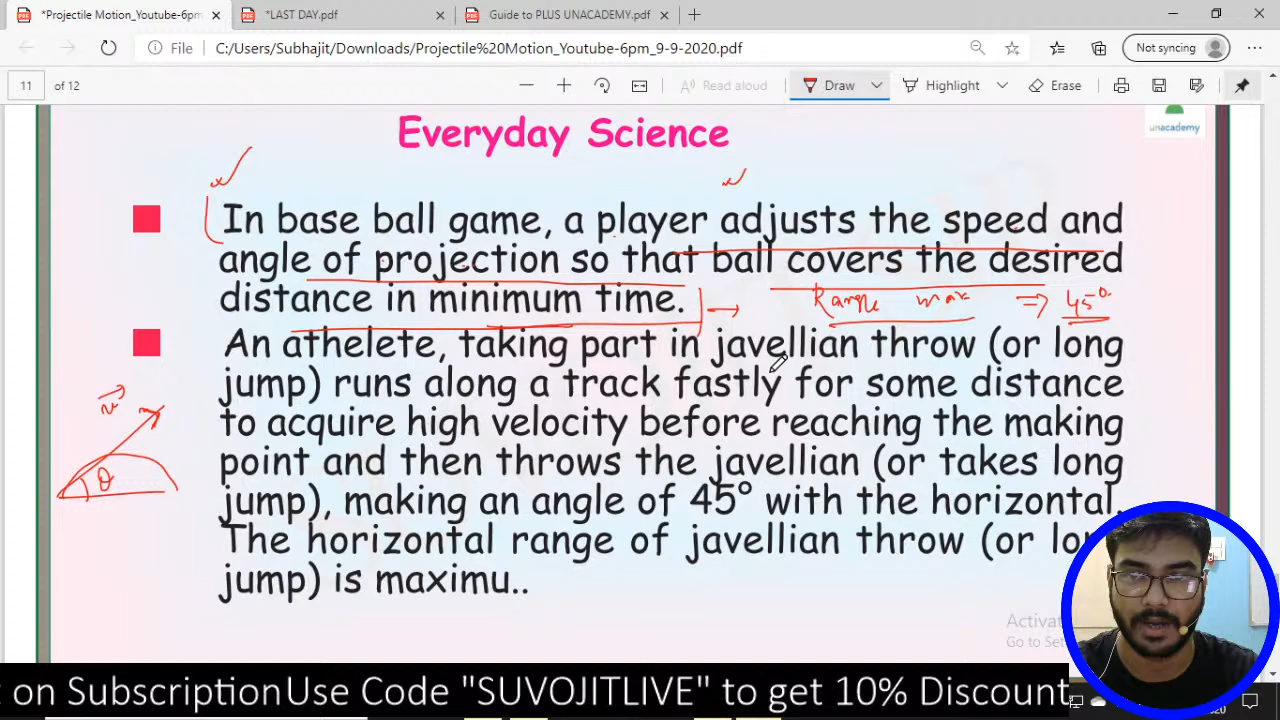 *Projectile Motion_Youtube-6pm
*LAST DAY.pdf
Guide to PLUS UNACADEMY.pdf
File
C:/Users/Subhajit/Downloads/Projectile%20Motion_Youtube-6pm_9-9-2020.pdf
Not syncing
11
of 12
Read aloud
Draw
Highlight
Erase
Everyday Science
unacademy
In base ball game, a player adjusts the speed and
angle of projection so that ball covers the desired
distance in minimum time.
Range max ⇒ 45°
An athelete, taking part in javellian throw (or long
jump) runs along a track fastly for some distance
to acquire high velocity before reaching the making
point and then throws the javellian (or takes long
jump), making an angle of 45° with the horizontal.
The horizontal range of javellian throw (or
jump) is maximu..
θ
Go to
on SubscriptionUse Code "SUVOJITLIVE" to get 10% Discount